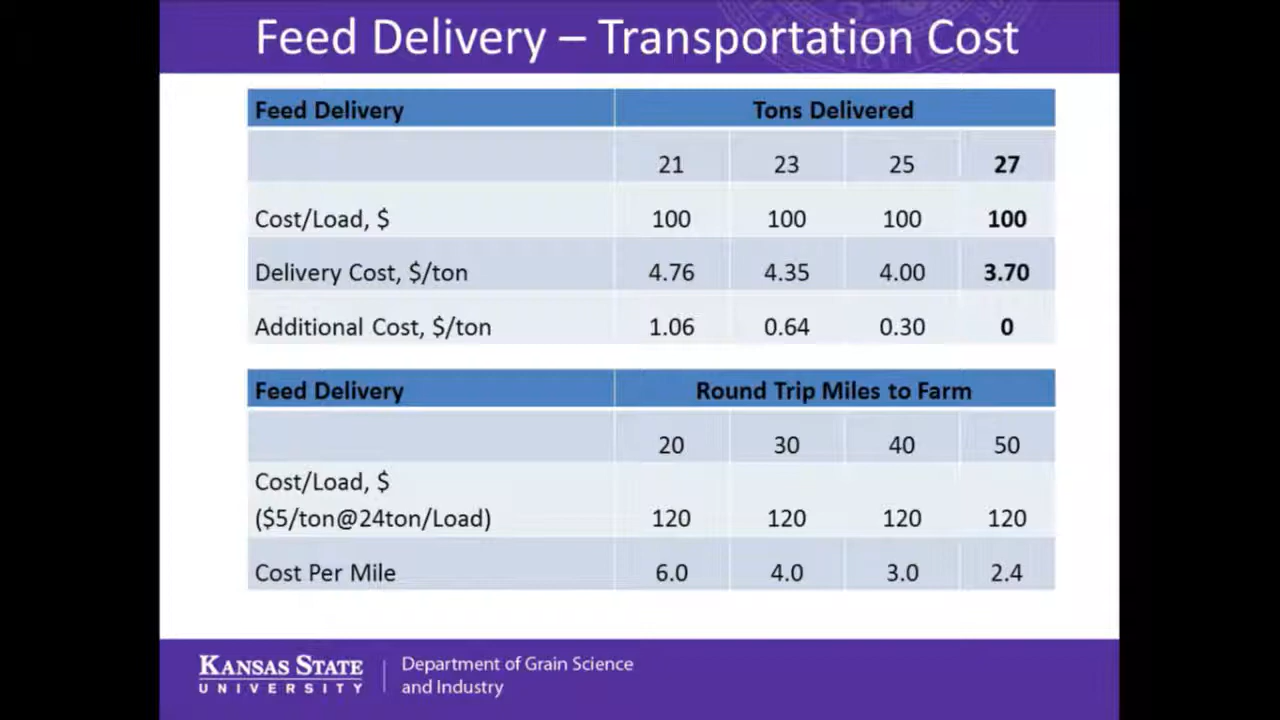 Feed Delivery – Transportation Cost
Feed Delivery Tons Delivered
21 23 25 27
Cost/Load, $ 100 100 100 100
Delivery Cost, $/ton 4.76 4.35 4.00 3.70
Additional Cost, $/ton 1.06 0.64 0.30 0
Feed Delivery Round Trip Miles to Farm
20 30 40 50
Cost/Load, $
($5/ton@24ton/Load) 120 120 120 120
Cost Per Mile 6.0 4.0 3.0 2.4
KANSAS STATE
UNIVERSITY
Department of Grain Science
and Industry